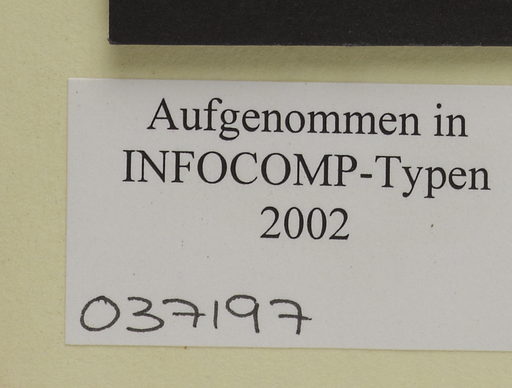 Aufgenommen in
INFOCOMP-Typen
2002
037197